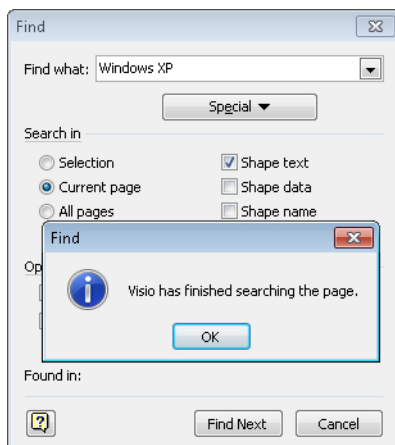 Find
Find what: Windows XP
Special
Search in
Selection
Shape text
Current page
Shape data
All pages
Shape name
Find
Op
Visio has finished searching the page.
OK
Found in:
Find Next
Cancel